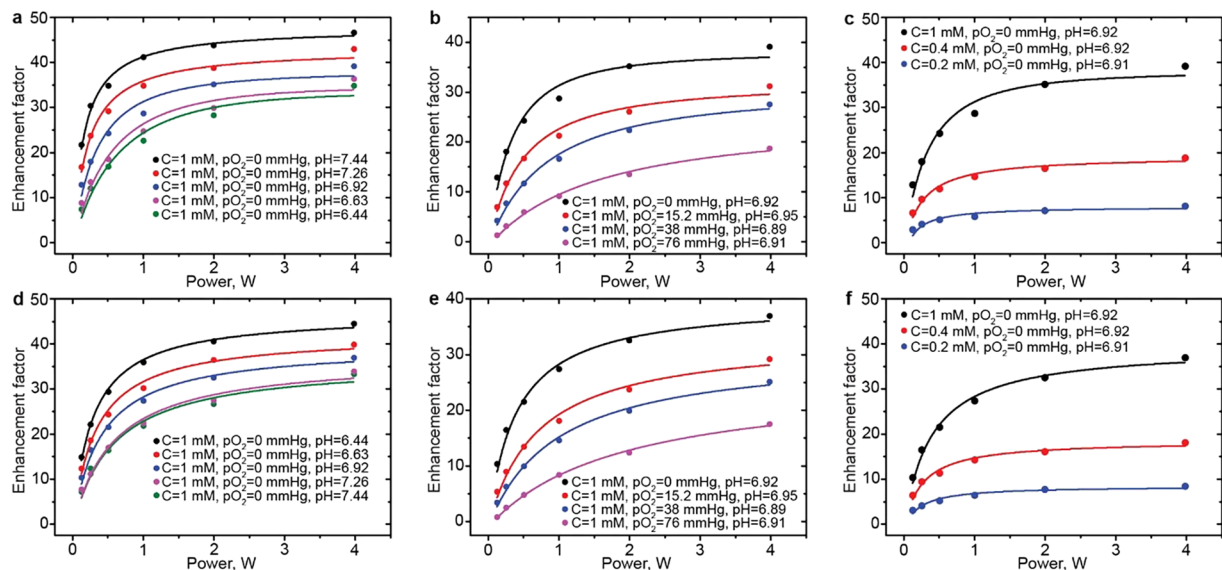 a
Enhancement factor
50
40
30
20
10
0
C=1 mM, pO2=0 mmHg, pH=7.44
C=1 mM, pO2=0 mmHg, pH=7.26
C=1 mM, pO2=0 mmHg, pH=6.92
C=1 mM, pO2=0 mmHg, pH=6.63
C=1 mM, pO2=0 mmHg, pH=6.44
0 1 2 3 4
Power, W
b
Enhancement factor
50
40
30
20
10
0
C=1 mM, pO2=0 mmHg, pH=6.92
C=1 mM, pO2=15.2 mmHg, pH=6.95
C=1 mM, pO2=38 mmHg, pH=6.89
C=1 mM, pO2=76 mmHg, pH=6.91
0 1 2 3 4
Power, W
c
Enhancement factor
50
40
30
20
10
0
C=1 mM, pO2=0 mmHg, pH=6.92
C=0.4 mM, pO2=0 mmHg, pH=6.92
C=0.2 mM, pO2=0 mmHg, pH=6.91
0 1 2 3 4
Power, W
d
Enhancement factor
50
40
30
20
10
0
C=1 mM, pO2=0 mmHg, pH=6.44
C=1 mM, pO2=0 mmHg, pH=6.63
C=1 mM, pO2=0 mmHg, pH=6.92
C=1 mM, pO2=0 mmHg, pH=7.26
C=1 mM, pO2=0 mmHg, pH=7.44
0 1 2 3 4
Power, W
e
Enhancement factor
40
30
20
10
0
C=1 mM, pO2=0 mmHg, pH=6.92
C=1 mM, pO2=15.2 mmHg, pH=6.95
C=1 mM, pO2=38 mmHg, pH=6.89
C=1 mM, pO2=76 mmHg, pH=6.91
0 1 2 3 4
Power, W
f
Enhancement factor
50
40
30
20
10
0
C=1 mM, pO2=0 mmHg, pH=6.92
C=0.4 mM, pO2=0 mmHg, pH=6.92
C=0.2 mM, pO2=0 mmHg, pH=6.91
0 1 2 3 4
Power, W